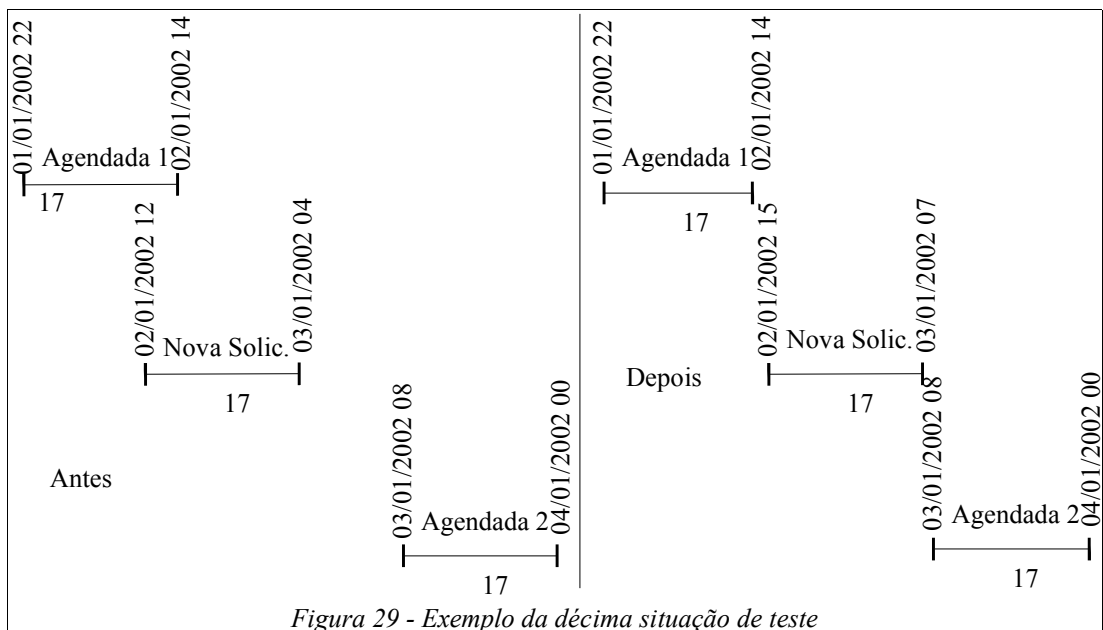 01/01/2002 22
02/01/2002 14
Agendada 1
17
02/01/2002 12
03/01/2002 04
Nova Solic.
17
Antes
03/01/2002 08
04/01/2002 00
Agendada 2
17
01/01/2002 22
02/01/2002 14
Agendada 1
17
02/01/2002 15
03/01/2002 07
Nova Solic.
17
Depois
03/01/2002 08
04/01/2002 00
Agendada 2
17
Figura 29 - Exemplo da décima situação de teste